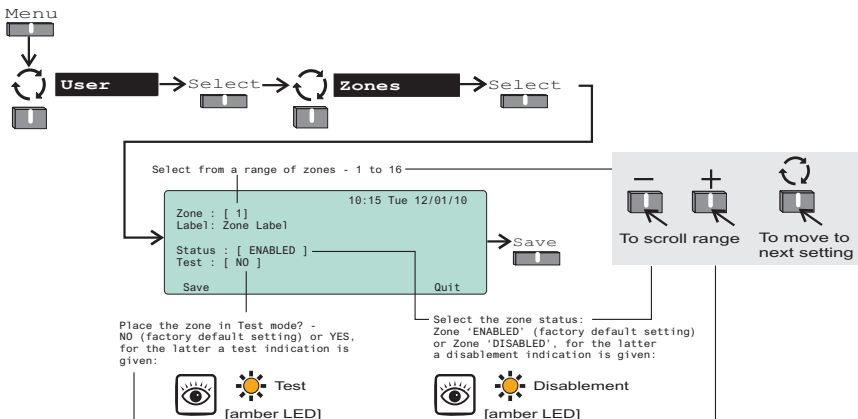 Menu
User
Select
Zones
Select
Select from a range of zones - 1 to 16
10:15 Tue 12/01/10
Zone : [ 1]
Label: Zone Label
Status : [ ENABLED ]
Test : [ NO ]
Save
Quit
Save
− +
To scroll range
To move to
next setting
Place the zone in Test mode? -
NO (factory default setting) or YES,
for the latter a test indication is
given:
Test
[amber LED]
Select the zone status:
Zone 'ENABLED' (factory default setting)
or Zone 'DISABLED', for the latter
a disablement indication is given:
Disablement
[amber LED]